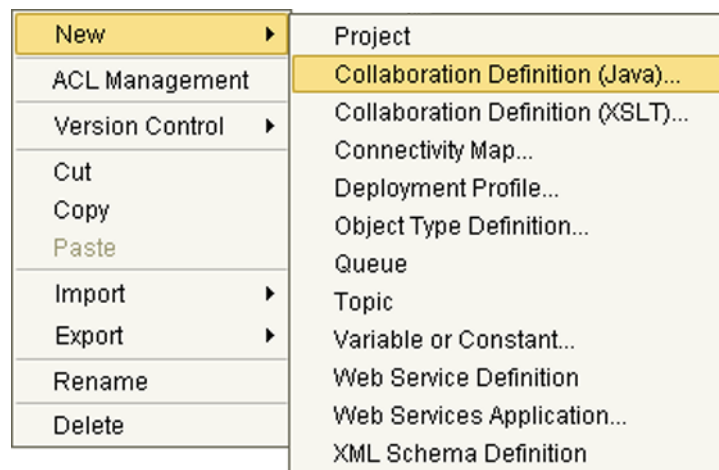 New
ACL Management
Version Control
Cut
Copy
Paste
Import
Export
Rename
Delete
Project
Collaboration Definition (Java)...
Collaboration Definition (XSLT)...
Connectivity Map...
Deployment Profile...
Object Type Definition...
Queue
Topic
Variable or Constant...
Web Service Definition
Web Services Application...
XML Schema Definition